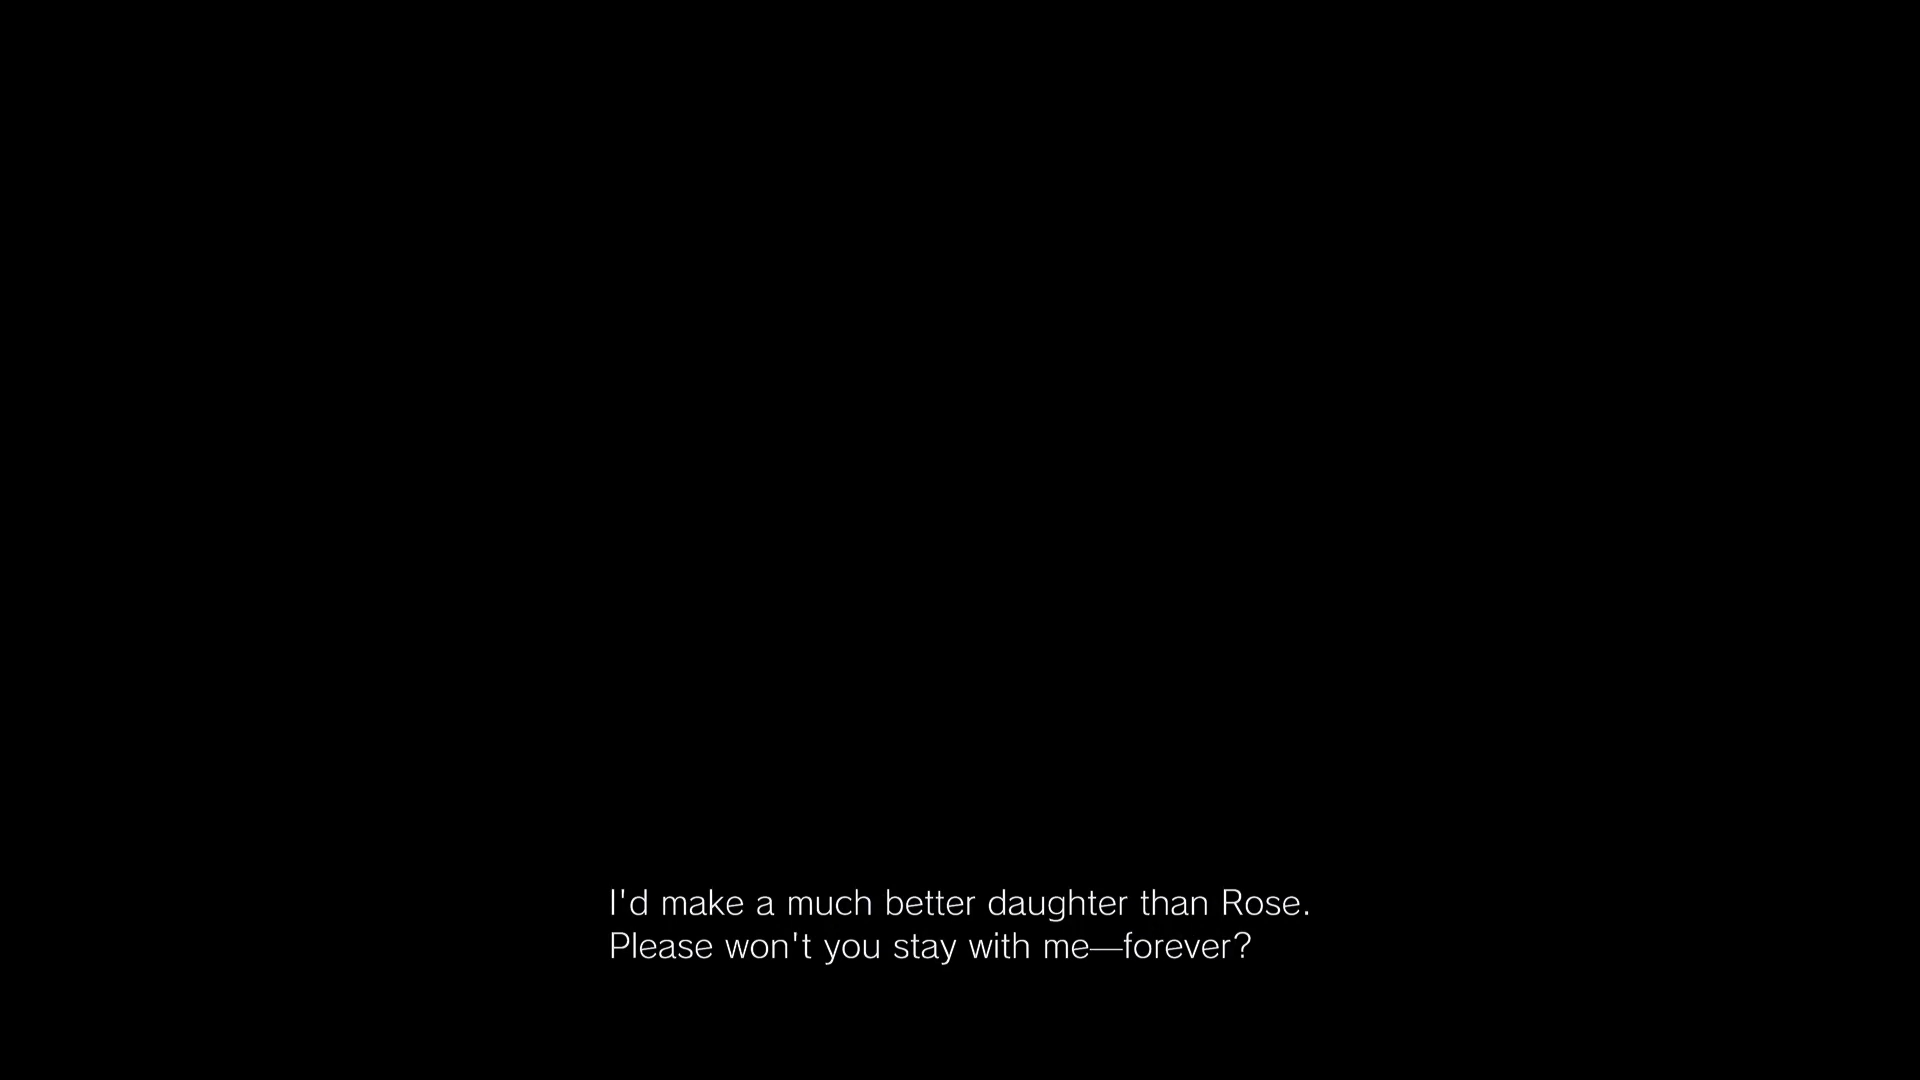 I'd make a much better daughter than Rose.
Please won't you stay with me—forever?